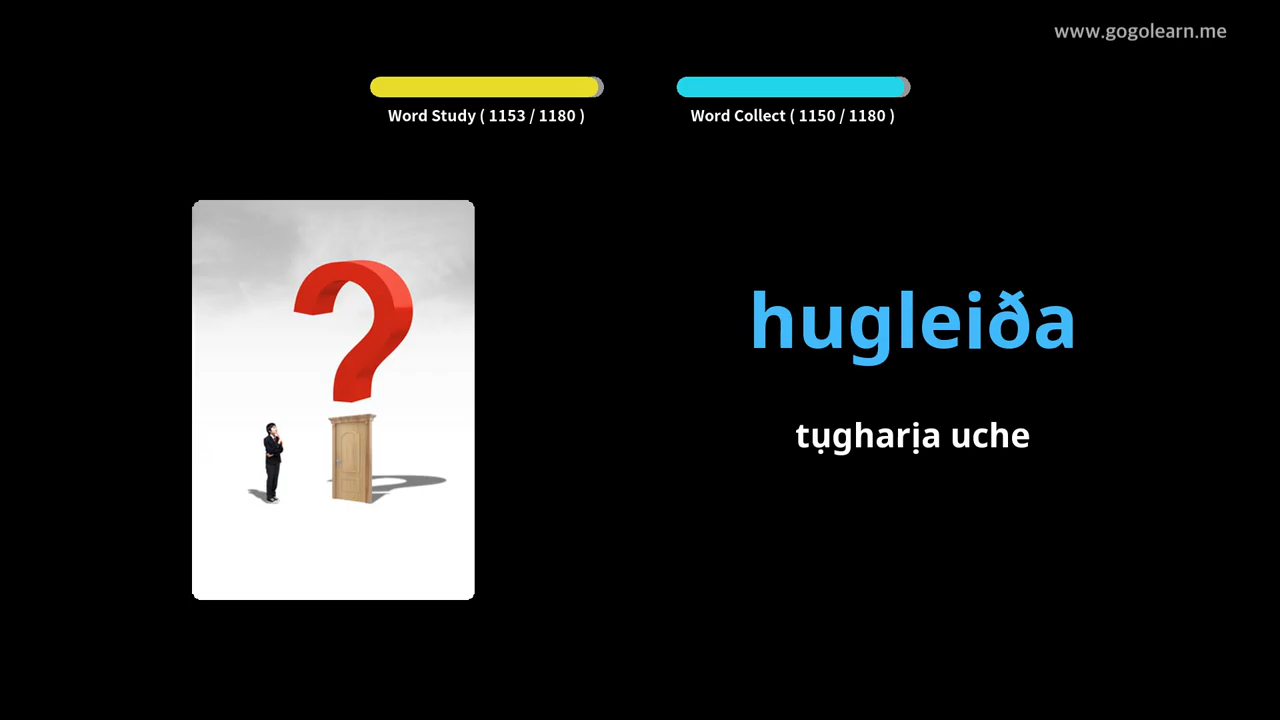 www.gogolearn.me
Word Study ( 1153 / 1180 )
Word Collect ( 1150 / 1180 )
hugleiða
tụgharịa uche